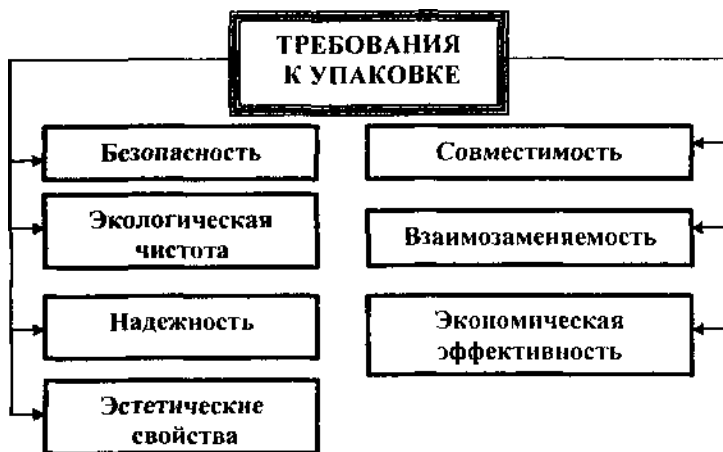 ТРЕБОВАНИЯ
К УПАКОВКЕ
Безопасность
Экологическая
чистота
Надежность
Эстетические
свойства
Совместимость
Взаимозаменяемость
Экономическая
эффективность